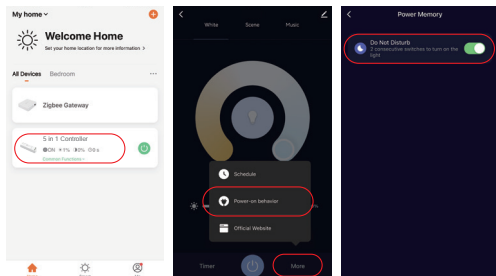 My home
Welcome Home
Set your home location for more information >
All Devices Bedroom
Zigbee Gateway
5 in 1 Controller
Common Functions
White Scene Music
Schedule
Power-on behavior
Official Website
Timer
More
Power Memory
Do Not Disturb
2 consecutive switches to turn on the
light